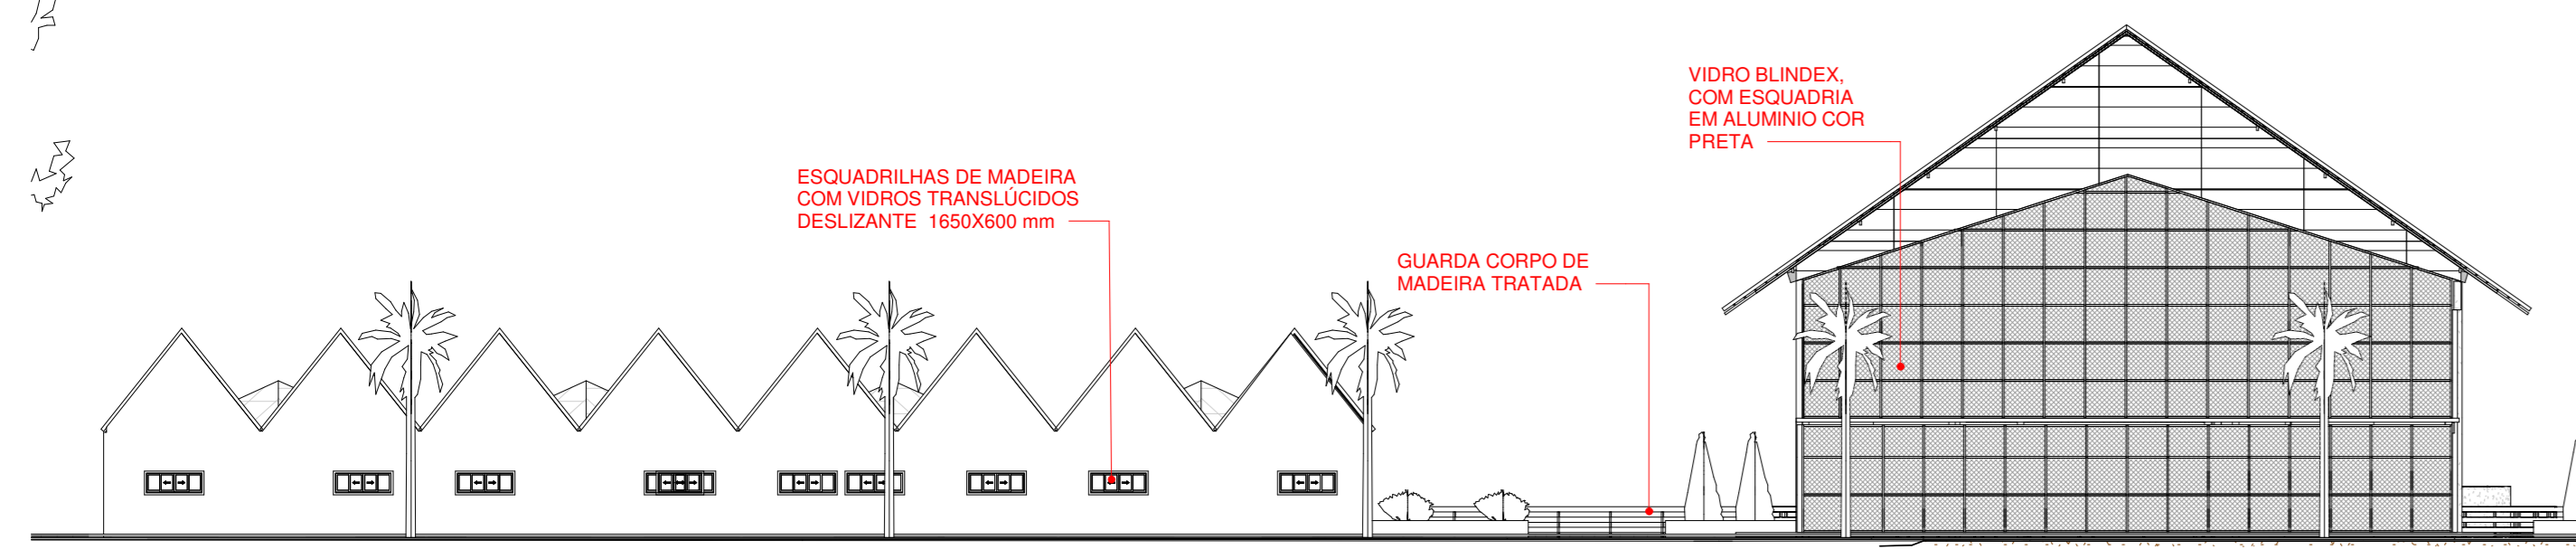 VIDRO BLINDEX,
COM ESQUADRIA
EM ALUMINIO COR
PRETA
ESQUADRILHAS DE MADEIRA
COM VIDROS TRANSLÚCIDOS
DESLIZANTE 1650X600 mm
GUARDA CORPO DE
MADEIRA TRATADA